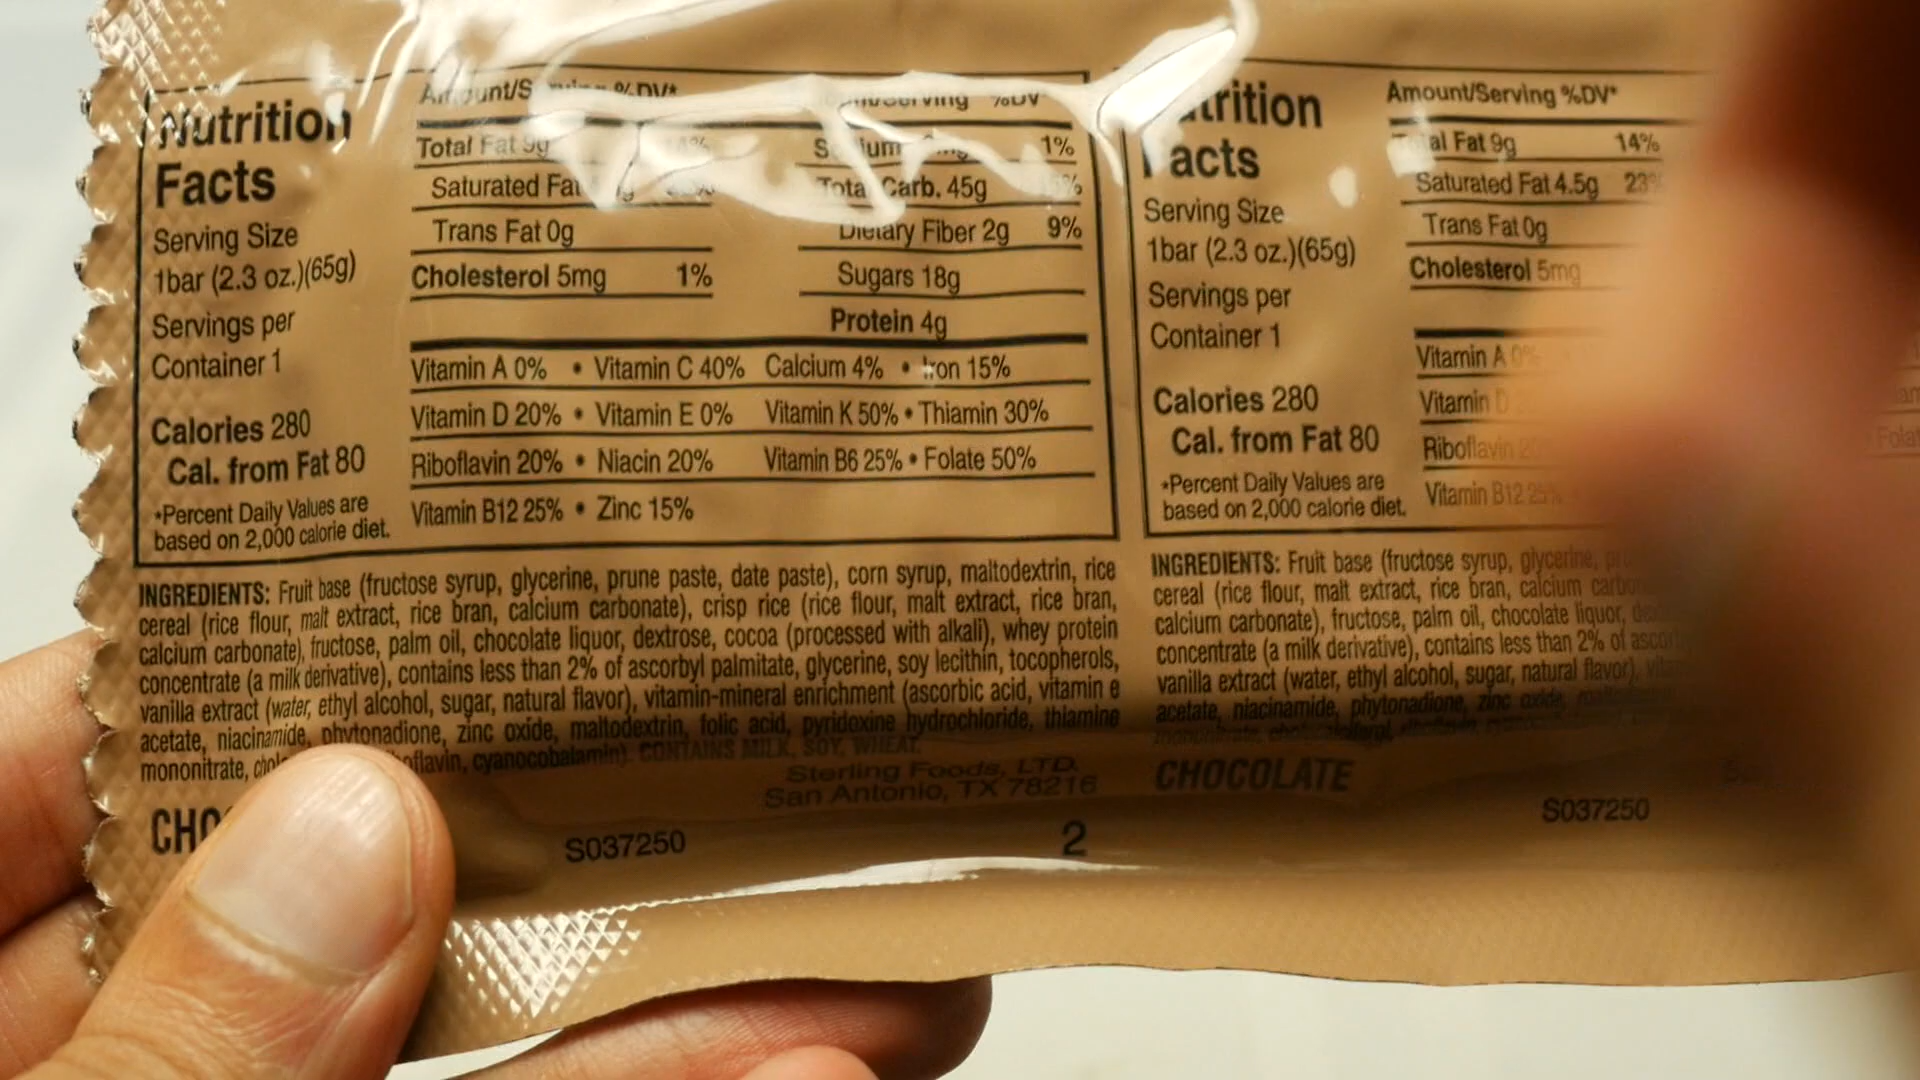 Nutrition
Facts
Serving Size
1bar (2.3 oz.)(65g)
Servings per
Container 1
Calories 280
Cal. from Fat 80
*Percent Daily Values are
based on 2,000 calorie diet.
%DV*
Total Fat 9g
Saturated Fat
Trans Fat 0g
Cholesterol 5mg 1%
%DV*
1%
Total Carb. 45g
Dietary Fiber 2g 9%
Sugars 18g
Protein 4g
Vitamin A 0% • Vitamin C 40% Calcium 4% • Iron 15%
Vitamin D 20% • Vitamin E 0% Vitamin K 50% • Thiamin 30%
Riboflavin 20% • Niacin 20% Vitamin B6 25% • Folate 50%
Vitamin B12 25% • Zinc 15%
INGREDIENTS: Fruit base (fructose syrup, glycerine, prune paste, date paste), corn syrup, maltodextrin, rice
cereal (rice flour, malt extract, rice bran, calcium carbonate), crisp rice (rice flour, malt extract, rice bran,
calcium carbonate), fructose, palm oil, chocolate liquor, dextrose, cocoa (processed with alkali), whey protein
concentrate (a milk derivative), contains less than 2% of ascorbyl palmitate, glycerine, soy lecithin, tocopherols,
vanilla extract (water, ethyl alcohol, sugar, natural flavor), vitamin-mineral enrichment (ascorbic acid, vitamin e
acetate, niacinamide, phytonadione, zinc oxide, maltodextrin, folic acid, pyridoxine hydrochloride, thiamine
mononitrate, cyanocobalamin). CONTAINS MILK, SOY, WHEAT.
Sterling Foods, LTD.
San Antonio, TX 78216
S037250
2
Nutrition
Facts
Serving Size
1bar (2.3 oz.)(65g)
Servings per
Container 1
Calories 280
Cal. from Fat 80
*Percent Daily Values are
based on 2,000 calorie diet.
Amount/Serving %DV*
Total Fat 9g 14%
Saturated Fat 4.5g
Trans Fat 0g
Cholesterol 5mg
Vitamin A 0%
Vitamin D
Riboflavin
Vitamin B12 25%
INGREDIENTS: Fruit base (fructose syrup, glycerine,
cereal (rice flour, malt extract, rice bran, calcium
calcium carbonate), fructose, palm oil, chocolate liquor,
concentrate (a milk derivative), contains less than 2% of
vanilla extract (water, ethyl alcohol, sugar, natural flavor),
acetate, niacinamide, phytonadione, zinc oxide,
CHOCOLATE
S037250